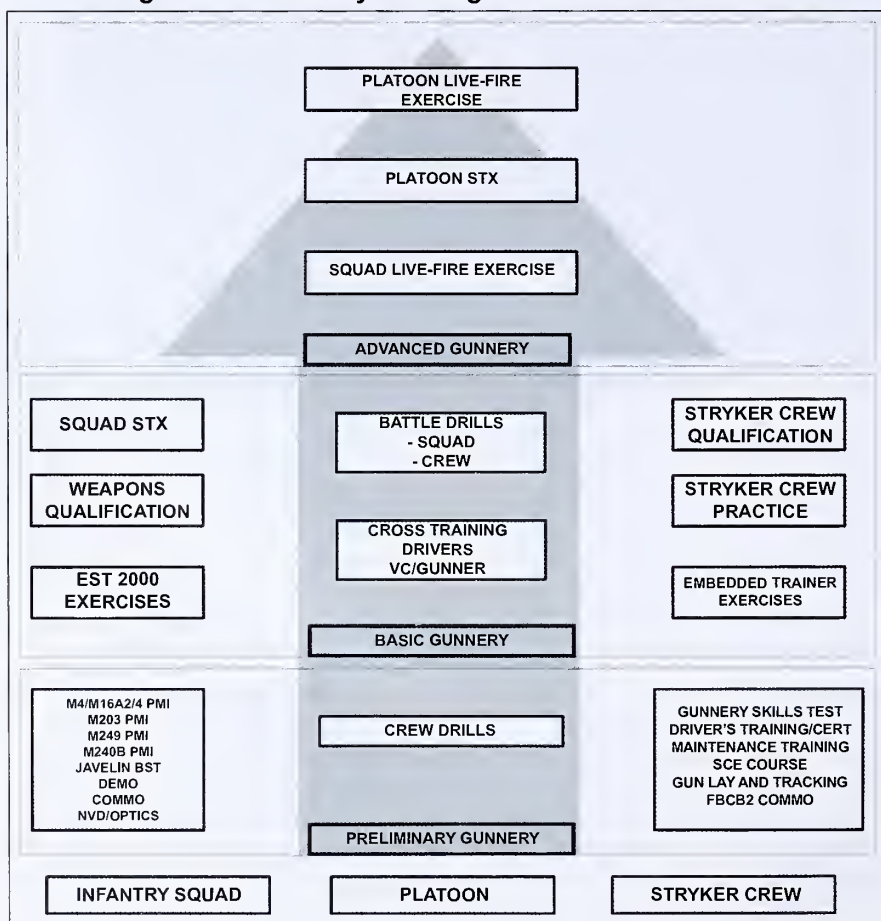 PLATOON LIVE-FIRE
EXERCISE
PLATOON STX
SQUAD LIVE-FIRE EXERCISE
ADVANCED GUNNERY
SQUAD STX
WEAPONS
QUALIFICATION
EST 2000
EXERCISES
BATTLE DRILLS
- SQUAD
- CREW
CROSS TRAINING
DRIVERS
VC/GUNNER
STRYKER CREW
QUALIFICATION
STRYKER CREW
PRACTICE
EMBEDDED TRAINER
EXERCISES
BASIC GUNNERY
M4/M16A2/4 PMI
M203 PMI
M249 PMI
M240B PMI
JAVELIN BST
DEMO
COMMO
NVD/OPTICS
CREW DRILLS
GUNNERY SKILLS TEST
DRIVER'S TRAINING/CERT
MAINTENANCE TRAINING
SCE COURSE
GUN LAY AND TRACKING
FBCB2 COMMO
PRELIMINARY GUNNERY
INFANTRY SQUAD
PLATOON
STRYKER CREW